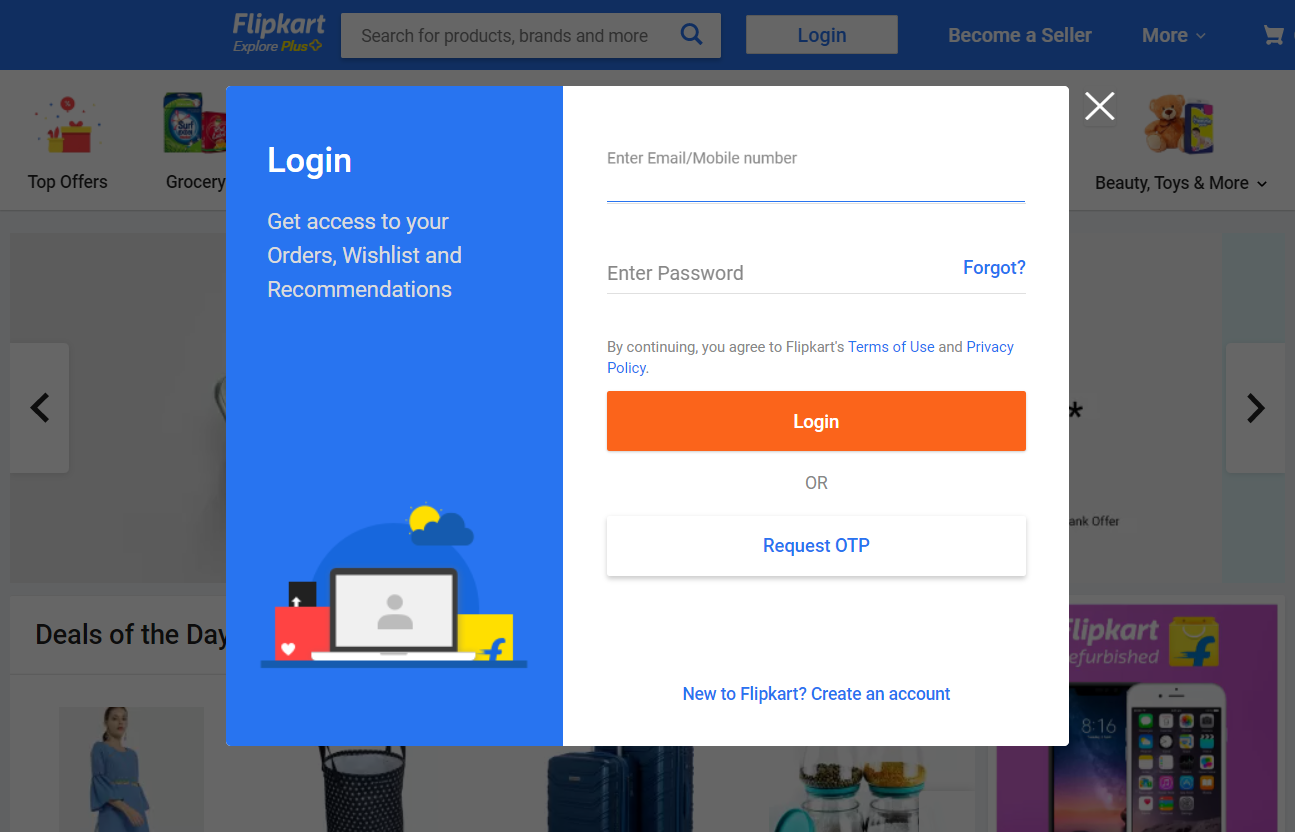 Flipkart
Explore Plus
Search for products, brands and more
Login
Become a Seller
More
Top Offers
Grocery
Beauty, Toys & More
Login
Get access to your
Orders, Wishlist and
Recommendations
Enter Email/Mobile number
Enter Password
Forgot?
By continuing, you agree to Flipkart's Terms of Use and Privacy
Policy.
Login
OR
Request OTP
New to Flipkart? Create an account
*
Offer
Deals of the Day
Flipkart
8:16
Surf
excel